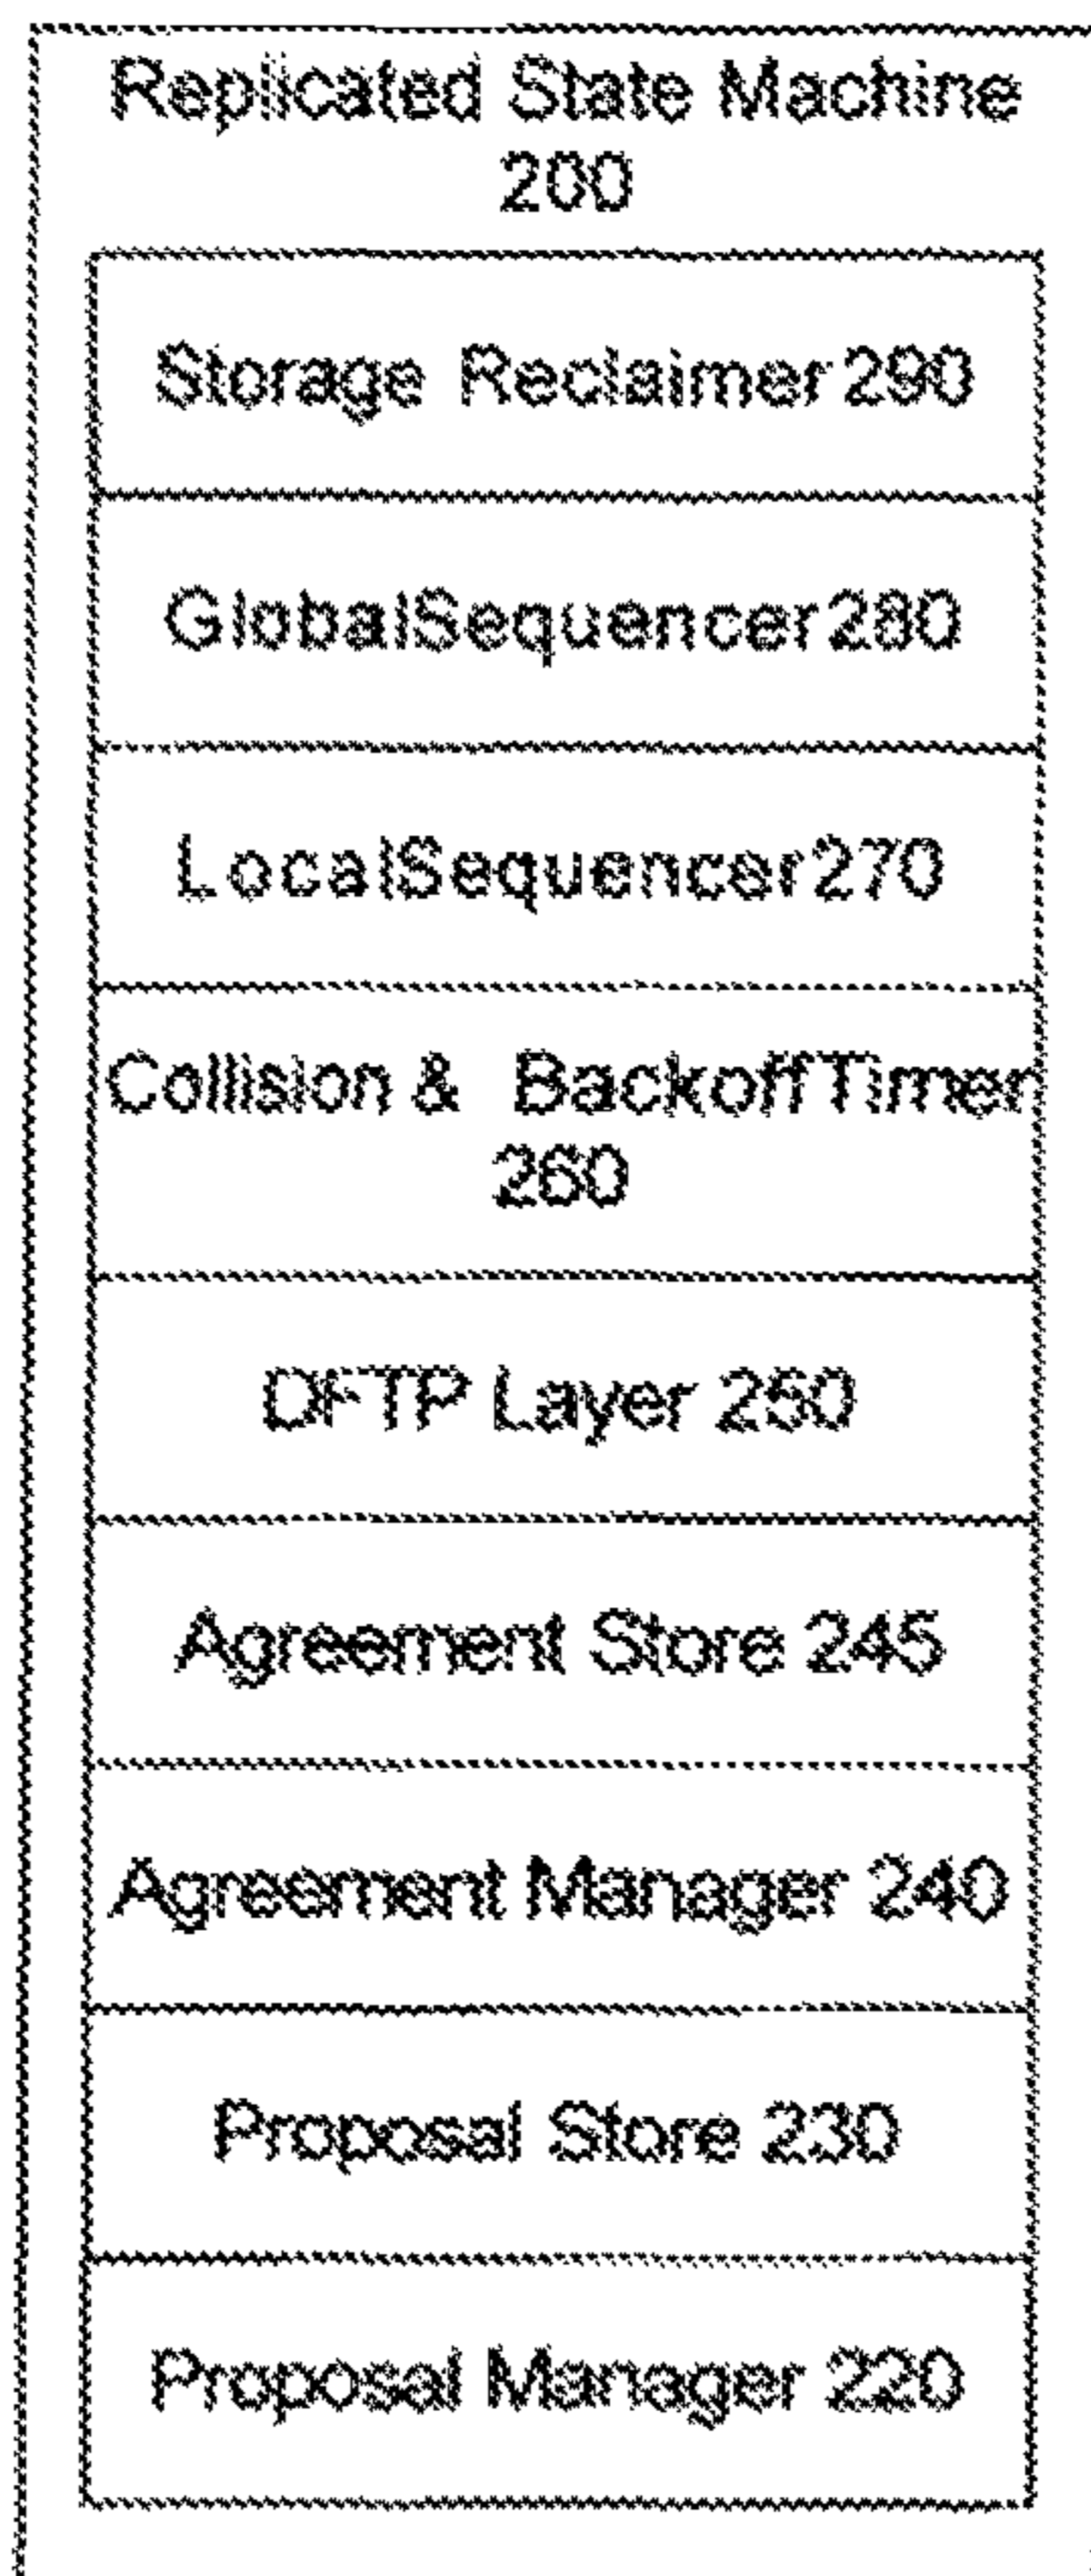 Replicated State Machine
200
Storage Reclaimer 290
GlobalSequencer 280
LocalSequencer 270
Collision & BackoffTimer
260
DFTP Layer 250
Agreement Store 245
Agreement Manager 240
Proposal Store 230
Proposal Manager 220